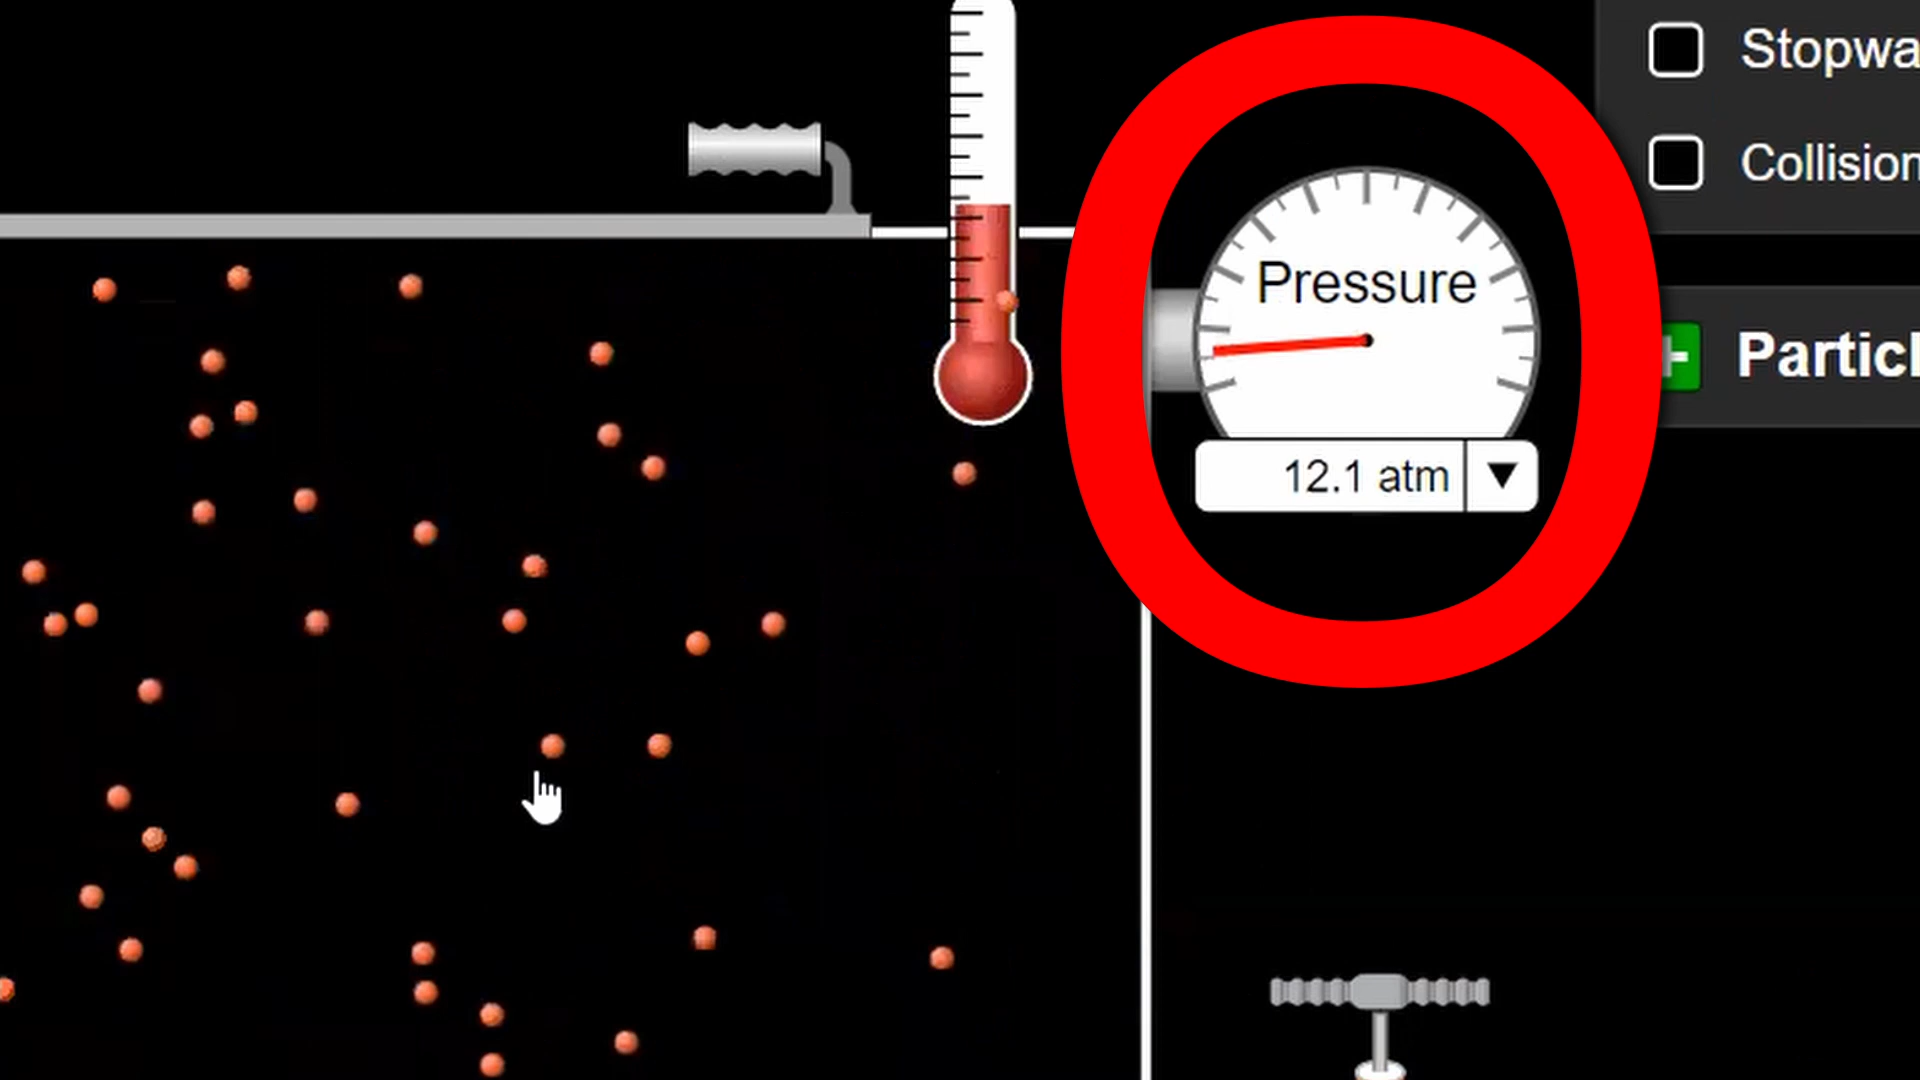 Stopwa
Collision
Pressure
Particl
12.1 atm